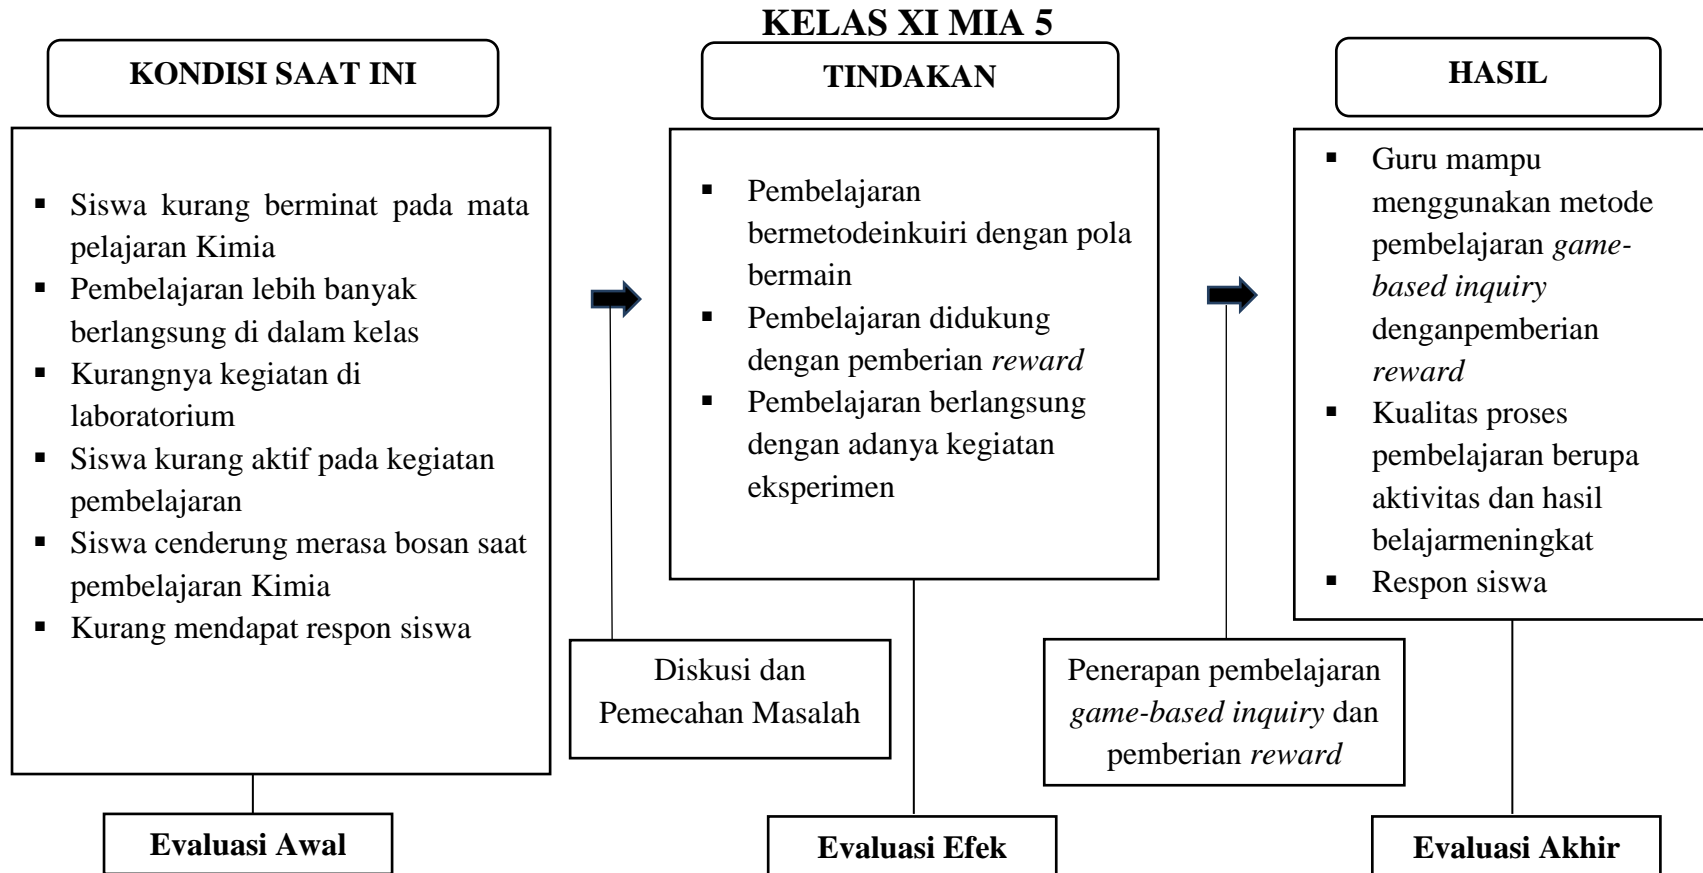 KELAS XI MIA 5
KONDISI SAAT INI
▪ Siswa kurang berminat pada mata
pelajaran Kimia
▪ Pembelajaran lebih banyak
berlangsung di dalam kelas
▪ Kurangnya kegiatan di
laboratorium
▪ Siswa kurang aktif pada kegiatan
pembelajaran
▪ Siswa cenderung merasa bosan saat
pembelajaran Kimia
▪ Kurang mendapat respon siswa
Evaluasi Awal
Diskusi dan
Pemecahan Masalah
TINDAKAN
▪ Pembelajaran
bermetodeinkuiri dengan pola
bermain
▪ Pembelajaran didukung
dengan pemberian reward
▪ Pembelajaran berlangsung
dengan adanya kegiatan
eksperimen
Evaluasi Efek
Penerapan pembelajaran
game-based inquiry dan
pemberian reward
HASIL
▪ Guru mampu
menggunakan metode
pembelajaran game-
based inquiry
denganpemberian
reward
▪ Kualitas proses
pembelajaran berupa
aktivitas dan hasil
belajarmeningkat
▪ Respon siswa
Evaluasi Akhir